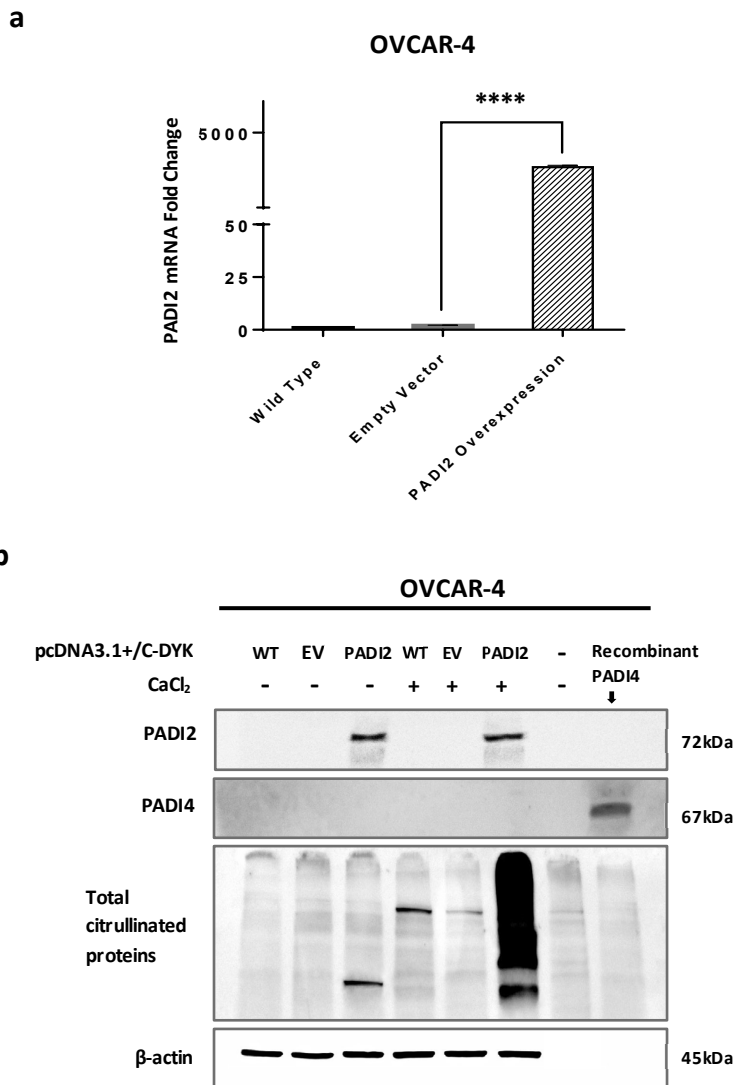 a
OVCAR-4
PADI2 mRNA Fold Change
5000
50
25
0
****
Wild Type
Empty Vector
PADI2 Overexpression
b
OVCAR-4
pcDNA3.1+/C-DYK WT EV PADI2 WT EV PADI2 - Recombinant PADI4
CaCl₂ - - - + + + -
PADI2 72kDa
PADI4 67kDa
Total citrullinated proteins
β-actin 45kDa